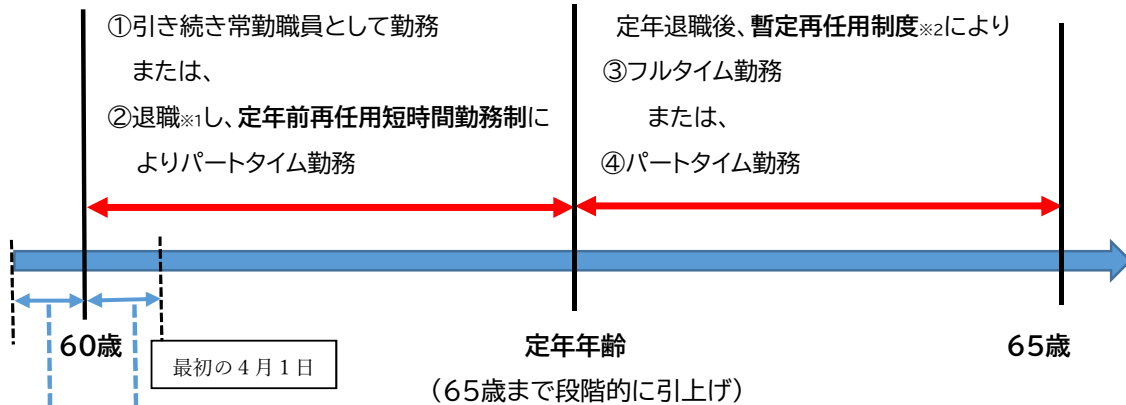 ①引き続き常勤職員として勤務
または、
②退職※1し、定年前再任用短時間勤務制に
よりパートタイム勤務
定年退職後、暫定再任用制度※2により
③フルタイム勤務
または、
④パートタイム勤務
60歳
最初の4月1日
定年年齢
(65歳まで段階的に引上げ)
65歳